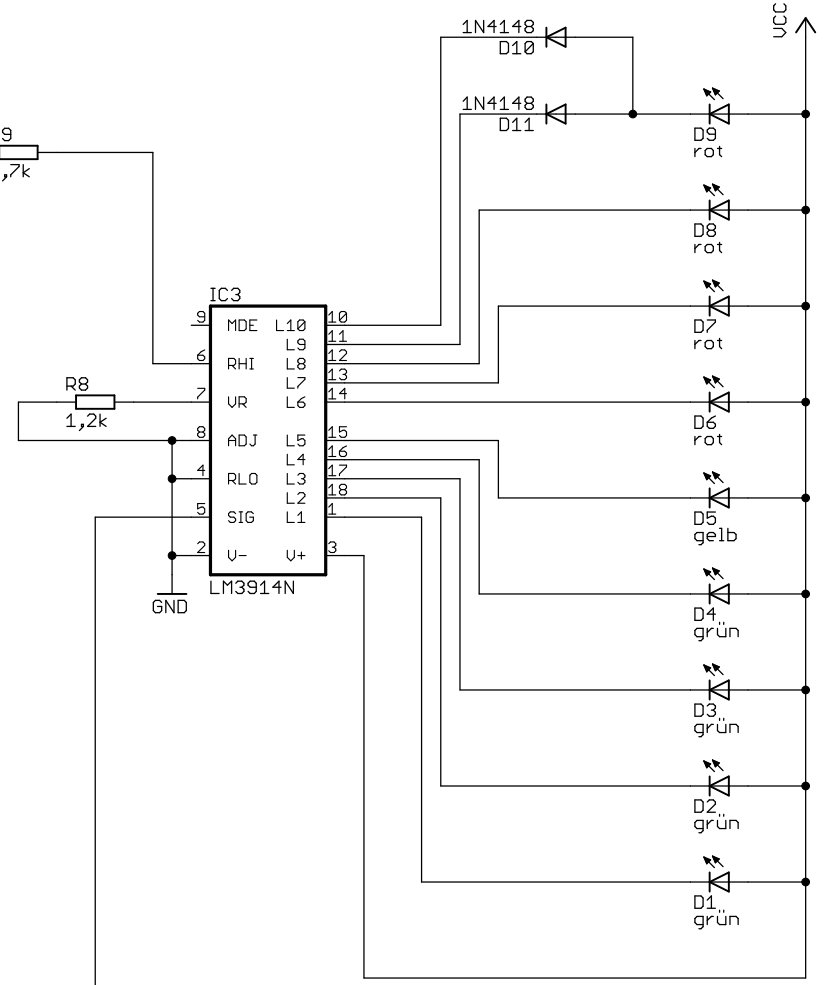 VCC
1N4148
D10
1N4148
D11
D9
rot
9
,7k
D8
rot
IC3
D7
rot
9 MDE L10 10
L9 11
6 RHI L8 12
L7 13
R8
7 VR L6 14
1,2k
D6
rot
8 ADJ L5 15
L4 16
4 RLO L3 17
L2 18
5 SIG L1 1
D5
gelb
2 V- V+ 3
LM3914N
GND
D4
grün
D3
grün
D2
grün
D1
grün